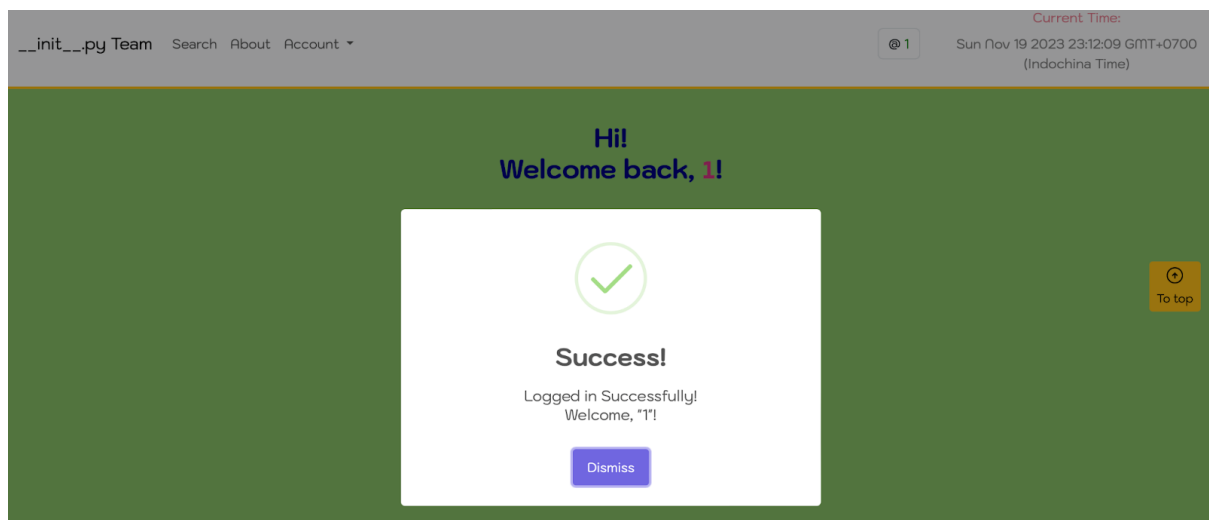 __init__.py Team Search About Account
@ 1
Current Time:
Sun Nov 19 2023 23:12:09 GMT+0700
(Indochina Time)
Hi!
Welcome back, 1!
Success!
Logged in Successfully!
Welcome, "1"!
Dismiss
To top